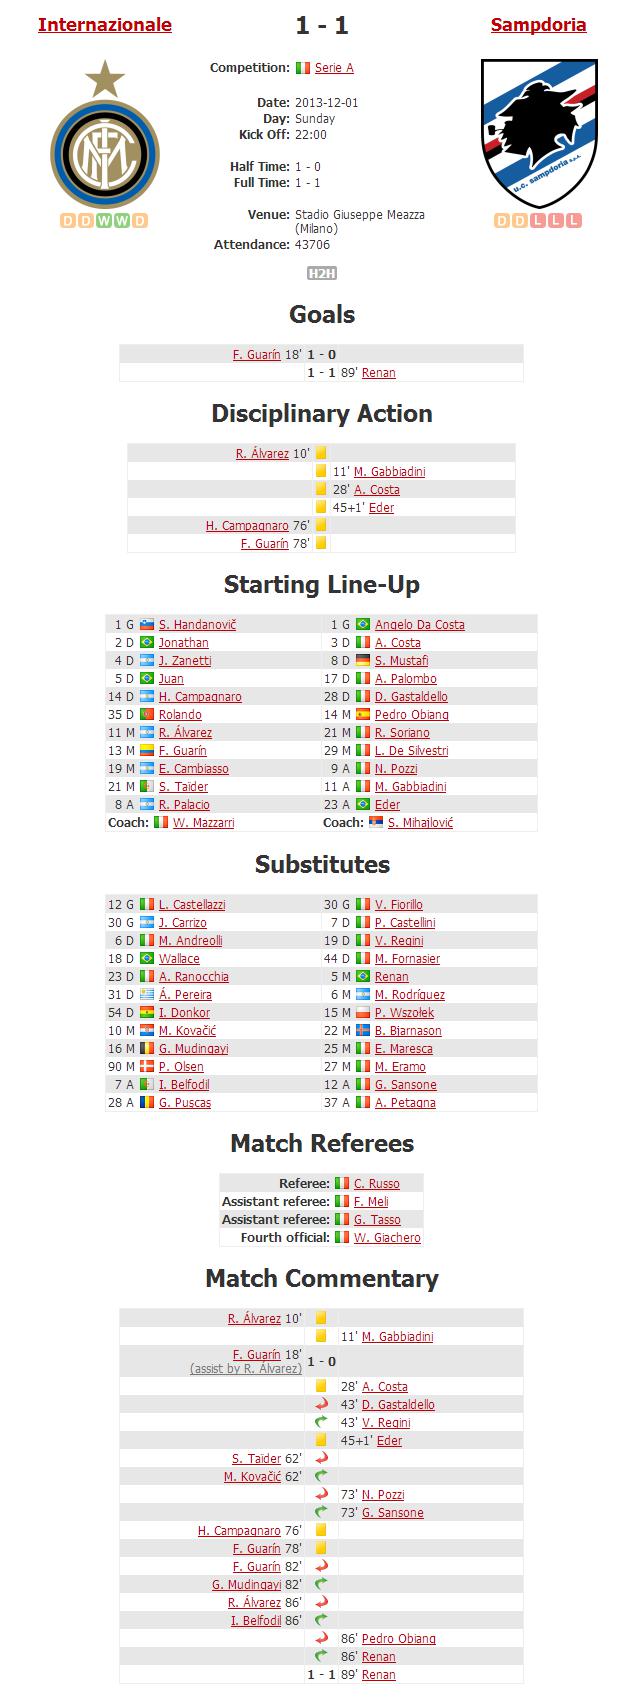 Internazionale 1 - 1 Sampdoria
Competition: Serie A
Date: 2013-12-01
Day: Sunday
Kick Off: 22:00
Half Time: 1 - 0
Full Time: 1 - 1
u.c. sampdoria s.p.a.
D D W W D
Venue: Stadio Giuseppe Meazza
(Milano)
D D L L L
Attendance: 43706
H2H
Goals
F. Guarín 18' 1 - 0
1 - 1 89' Renan
Disciplinary Action
R. Álvarez 10'
11' M. Gabbiadini
28' A. Costa
45+1' Eder
H. Campagnaro 76'
F. Guarín 78'
Starting Line-Up
1 G S. Handanovič 1 G Angelo Da Costa
2 D Jonathan 3 D A. Costa
4 D J. Zanetti 8 D S. Mustafi
5 D Juan 17 D A. Palombo
14 D H. Campagnaro 28 D D. Gastaldello
35 D Rolando 14 M Pedro Obiang
11 M R. Álvarez 21 M R. Soriano
13 M F. Guarín 29 M L. De Silvestri
19 M E. Cambiasso 9 A N. Pozzi
21 M S. Taïder 11 A M. Gabbiadini
8 A R. Palacio 23 A Eder
Coach: W. Mazzarri Coach: S. Mihajlović
Substitutes
12 G L. Castellazzi 30 G V. Fiorillo
30 G J. Carrizo 7 D P. Castellini
6 D M. Andreolli 19 D V. Regini
18 D Wallace 44 D M. Fornasier
23 D A. Ranocchia 5 M Renan
31 D Á. Pereira 6 M M. Rodríguez
54 D I. Donkor 15 M P. Wszołek
10 M M. Kovačić 22 M B. Bjarnason
16 M G. Mudingayi 25 M E. Maresca
90 M P. Olsen 27 M M. Eramo
7 A I. Belfodil 12 A G. Sansone
28 A G. Puşcaş 37 A A. Petagna
Match Referees
Referee: C. Russo
Assistant referee: F. Meli
Assistant referee: G. Tasso
Fourth official: W. Giachero
Match Commentary
R. Álvarez 10'
11' M. Gabbiadini
F. Guarín 18' 1 - 0
(assist by R. Álvarez)
28' A. Costa
43' D. Gastaldello
43' V. Regini
45+1' Eder
S. Taïder 62'
M. Kovačić 62'
73' N. Pozzi
73' G. Sansone
H. Campagnaro 76'
F. Guarín 78'
F. Guarín 82'
G. Mudingayi 82'
R. Álvarez 86'
I. Belfodil 86'
86' Pedro Obiang
86' Renan
1 - 1 89' Renan